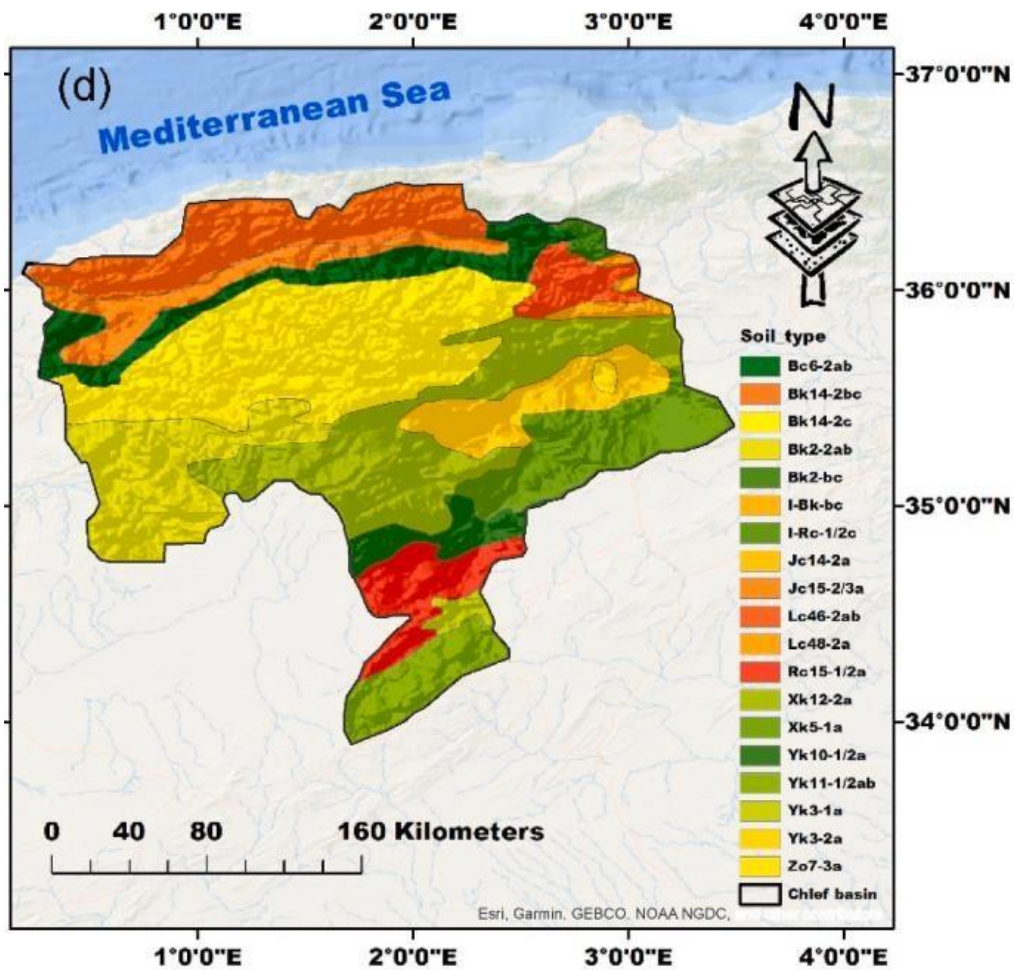 1°0'0"E 2°0'0"E 3°0'0"E 4°0'0"E
(d)
Mediterranean Sea
N
37°0'0"N
36°0'0"N
35°0'0"N
34°0'0"N
Soil_type
Bc6-2ab
Bk14-2bc
Bk14-2c
Bk2-2ab
Bk2-bc
I-Bk-bc
I-Rc-1/2c
Jc14-2a
Jc15-2/3a
Lc46-2ab
Lc48-2a
Rc15-1/2a
Xk12-2a
Xk5-1a
Yk10-1/2a
Yk11-1/2ab
Yk3-1a
Yk3-2a
Zo7-3a
Chlef basin
0 40 80 160 Kilometers
Esri, Garmin, GEBCO, NOAA NGDC, and other contributors
1°0'0"E 2°0'0"E 3°0'0"E 4°0'0"E